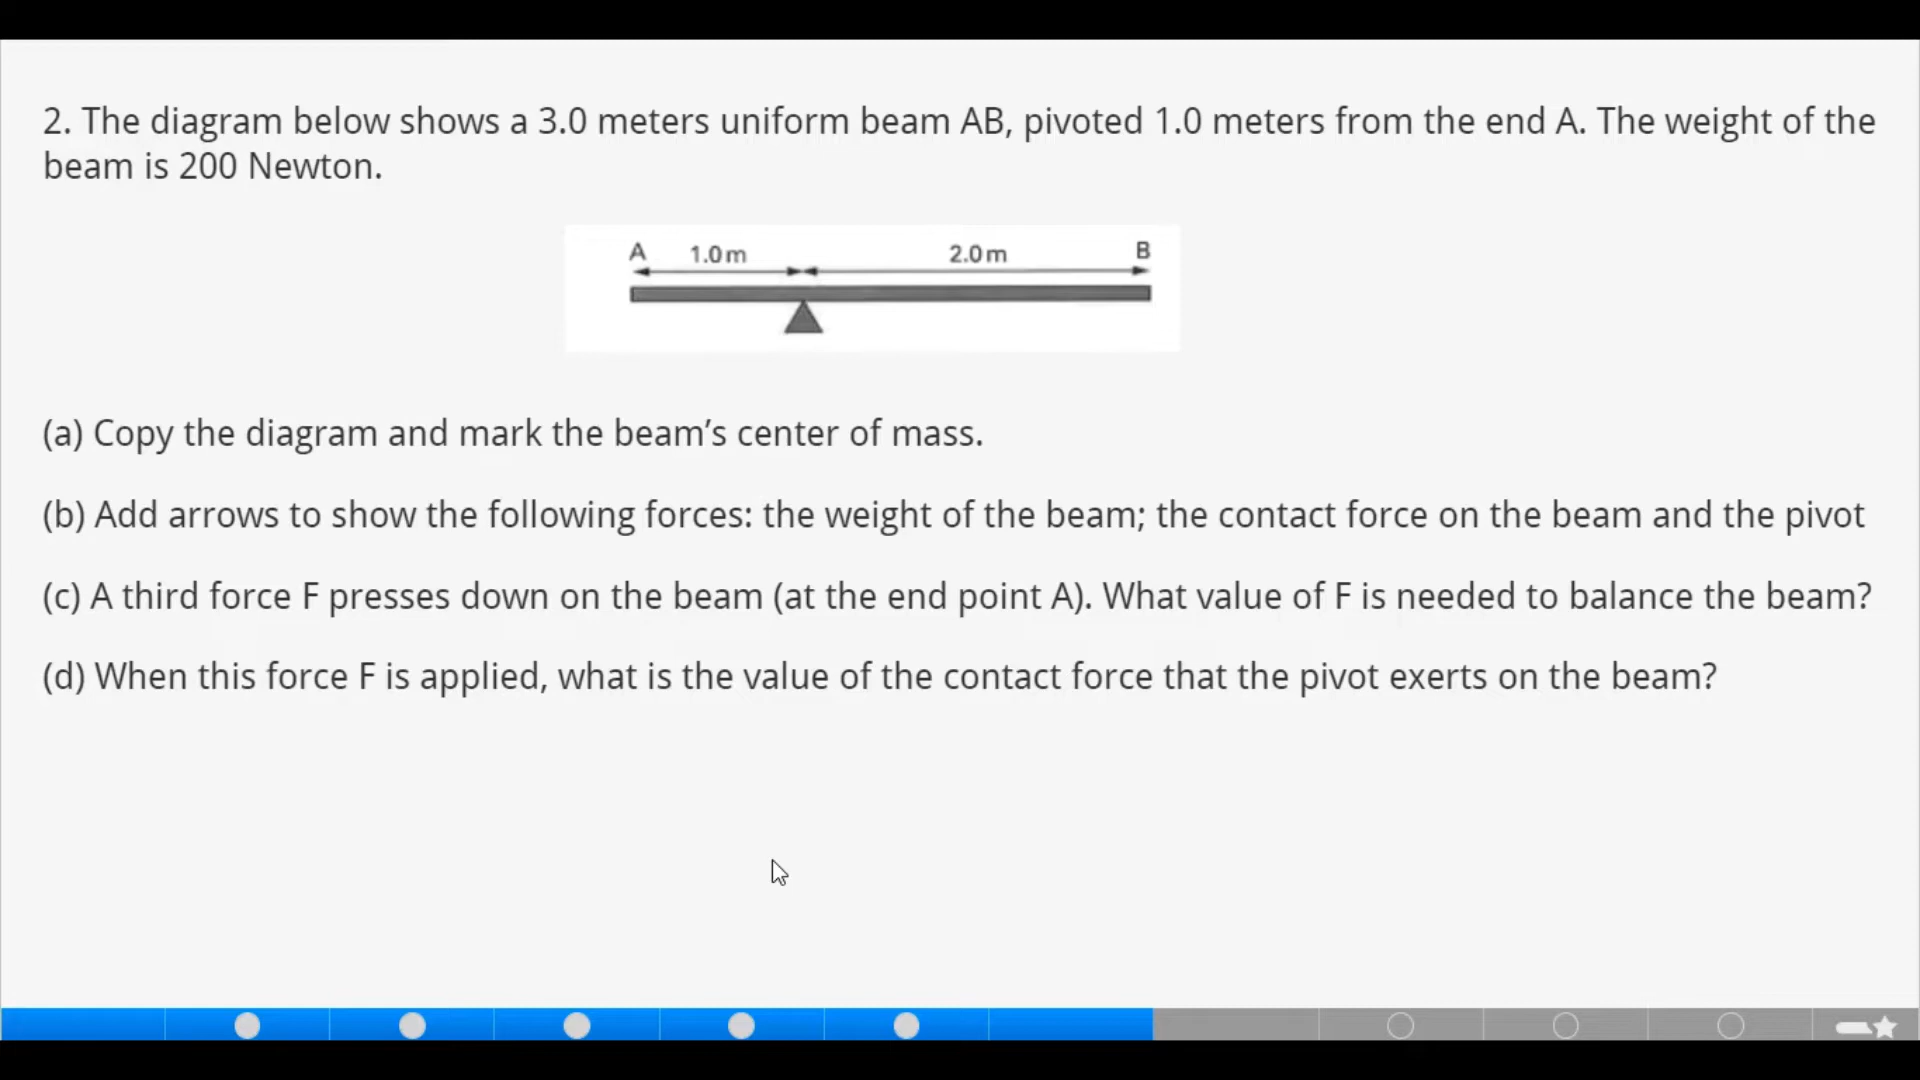 2. The diagram below shows a 3.0 meters uniform beam AB, pivoted 1.0 meters from the end A. The weight of the
beam is 200 Newton.
A 1.0m 2.0m B
(a) Copy the diagram and mark the beam’s center of mass.
(b) Add arrows to show the following forces: the weight of the beam; the contact force on the beam and the pivot
(c) A third force F presses down on the beam (at the end point A). What value of F is needed to balance the beam?
(d) When this force F is applied, what is the value of the contact force that the pivot exerts on the beam?